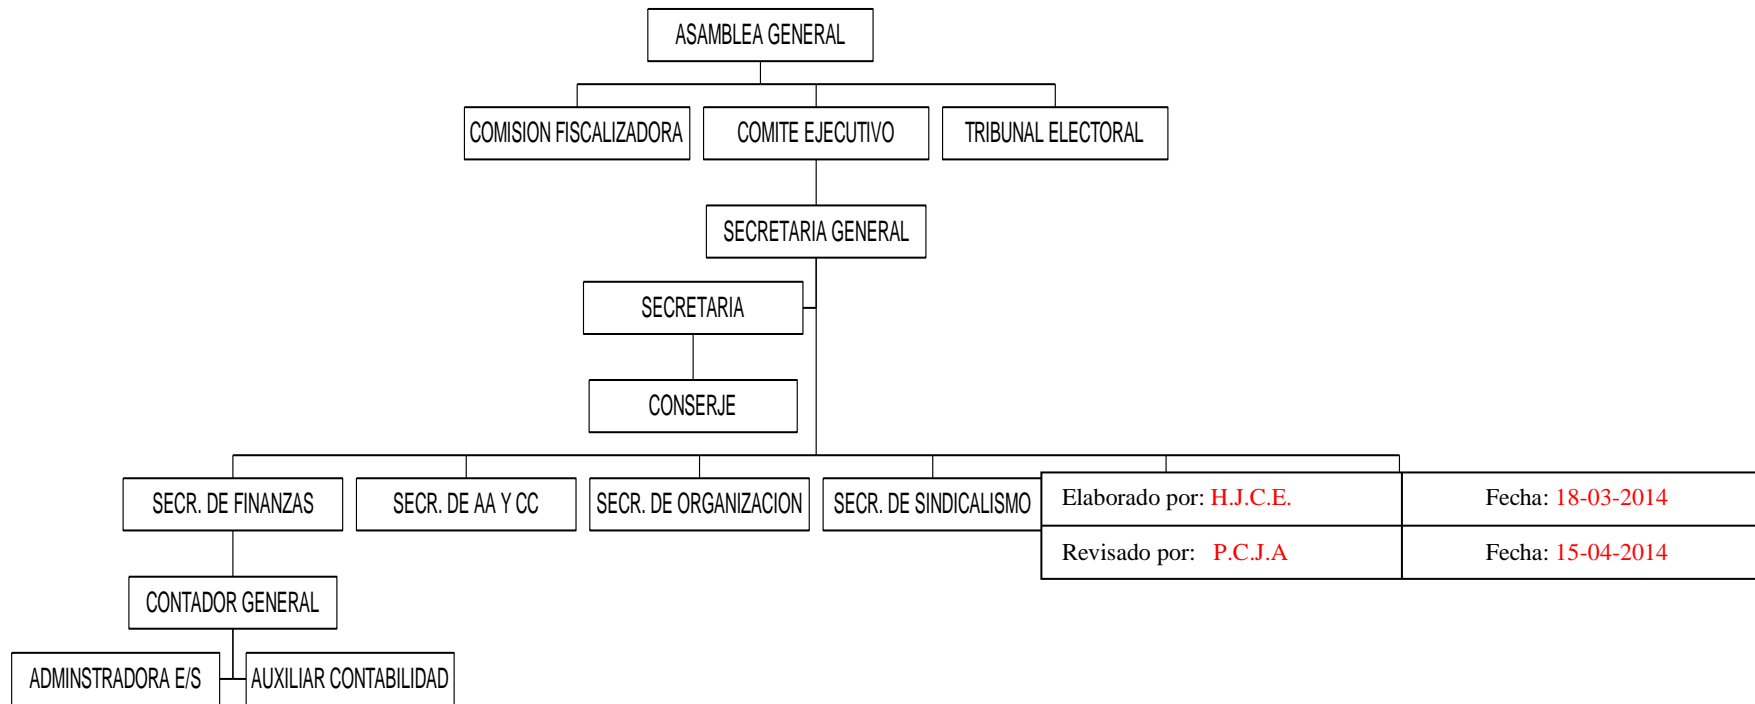 ASAMBLEA GENERAL
COMISION FISCALIZADORA
COMITE EJECUTIVO
TRIBUNAL ELECTORAL
SECRETARIA GENERAL
SECRETARIA
CONSERJE
SECR. DE FINANZAS
SECR. DE AA Y CC
SECR. DE ORGANIZACION
SECR. DE SINDICALISMO
Elaborado por: H.J.C.E.
Fecha: 18-03-2014
Revisado por: P.C.J.A
Fecha: 15-04-2014
CONTADOR GENERAL
ADMINSTRADORA E/S
AUXILIAR CONTABILIDAD